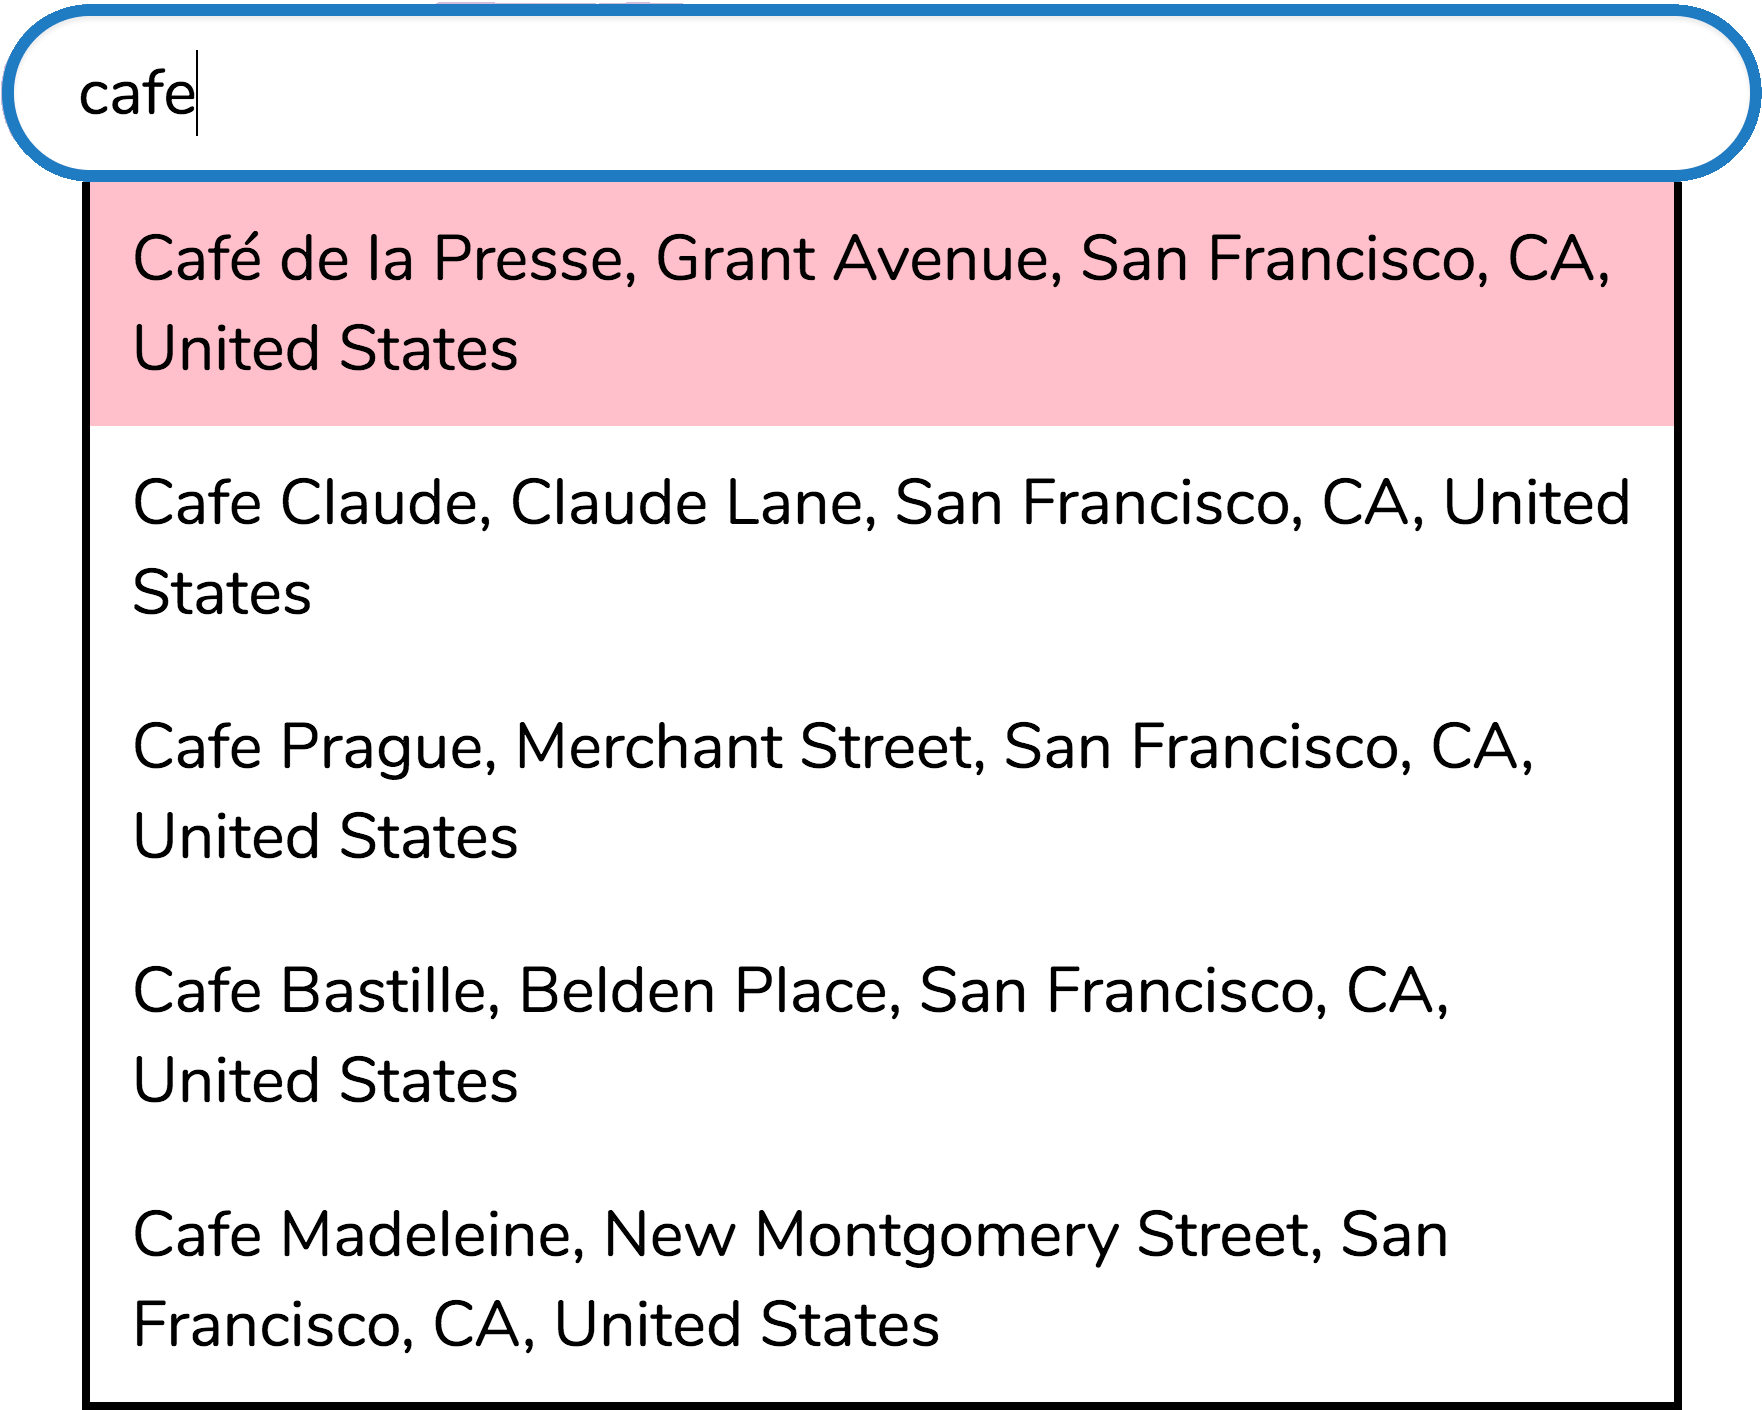 cafe
Café de la Presse, Grant Avenue, San Francisco, CA,
United States
Cafe Claude, Claude Lane, San Francisco, CA, United
States
Cafe Prague, Merchant Street, San Francisco, CA,
United States
Cafe Bastille, Belden Place, San Francisco, CA,
United States
Cafe Madeleine, New Montgomery Street, San
Francisco, CA, United States